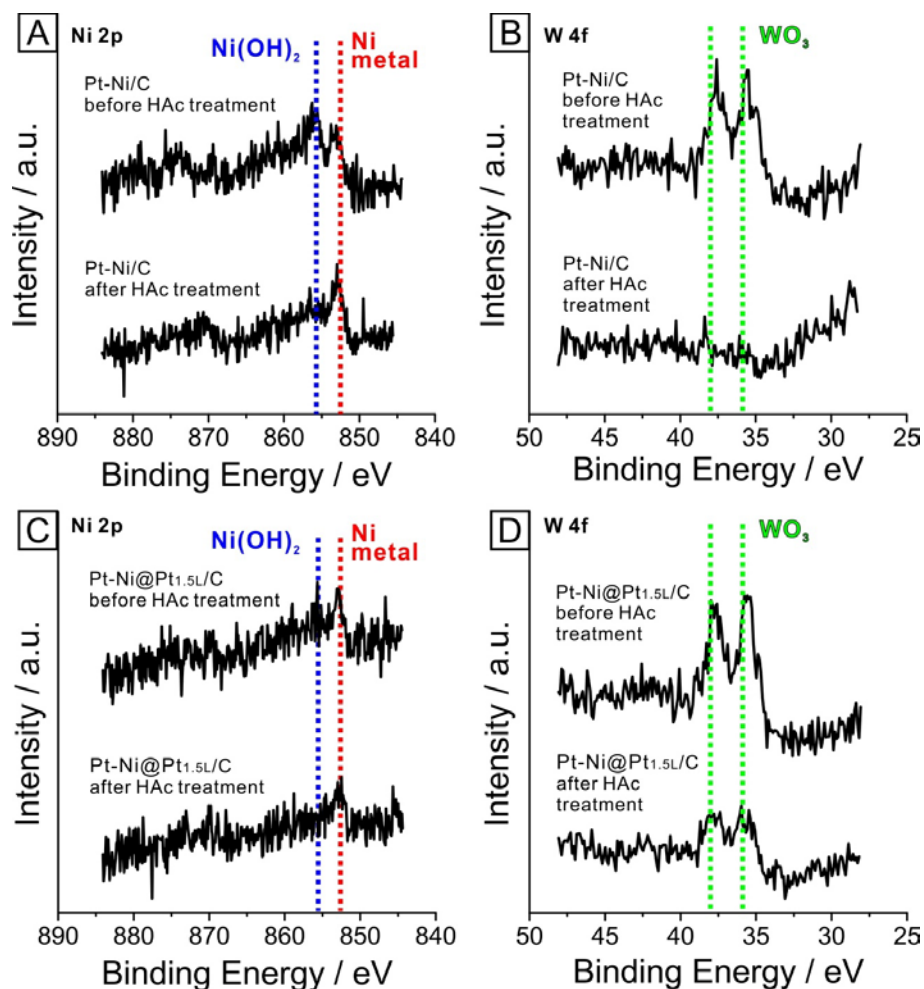 A
Ni 2p
Ni(OH)₂
Ni
metal
Pt-Ni/C
before HAc treatment
Pt-Ni/C
after HAc treatment
Intensity / a.u.
890 880 870 860 850 840
Binding Energy / eV
B
W 4f
WO₃
Pt-Ni/C
before HAc
treatment
Pt-Ni/C
after HAc
treatment
Intensity / a.u.
50 45 40 35 30 25
Binding Energy / eV
C
Ni 2p
Ni(OH)₂
Ni
metal
Pt-Ni@Pt₁.₅L/C
before HAc treatment
Pt-Ni@Pt₁.₅L/C
after HAc treatment
Intensity / a.u.
890 880 870 860 850 840
Binding Energy / eV
D
W 4f
WO₃
Pt-Ni@Pt₁.₅L/C
before HAc
treatment
Pt-Ni@Pt₁.₅L/C
after HAc
treatment
Intensity / a.u.
50 45 40 35 30 25
Binding Energy / eV